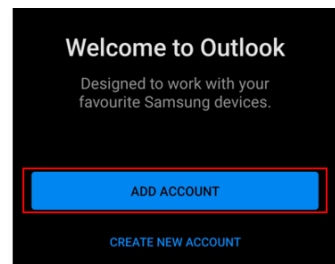 Welcome to Outlook
Designed to work with your
favourite Samsung devices.
ADD ACCOUNT
CREATE NEW ACCOUNT